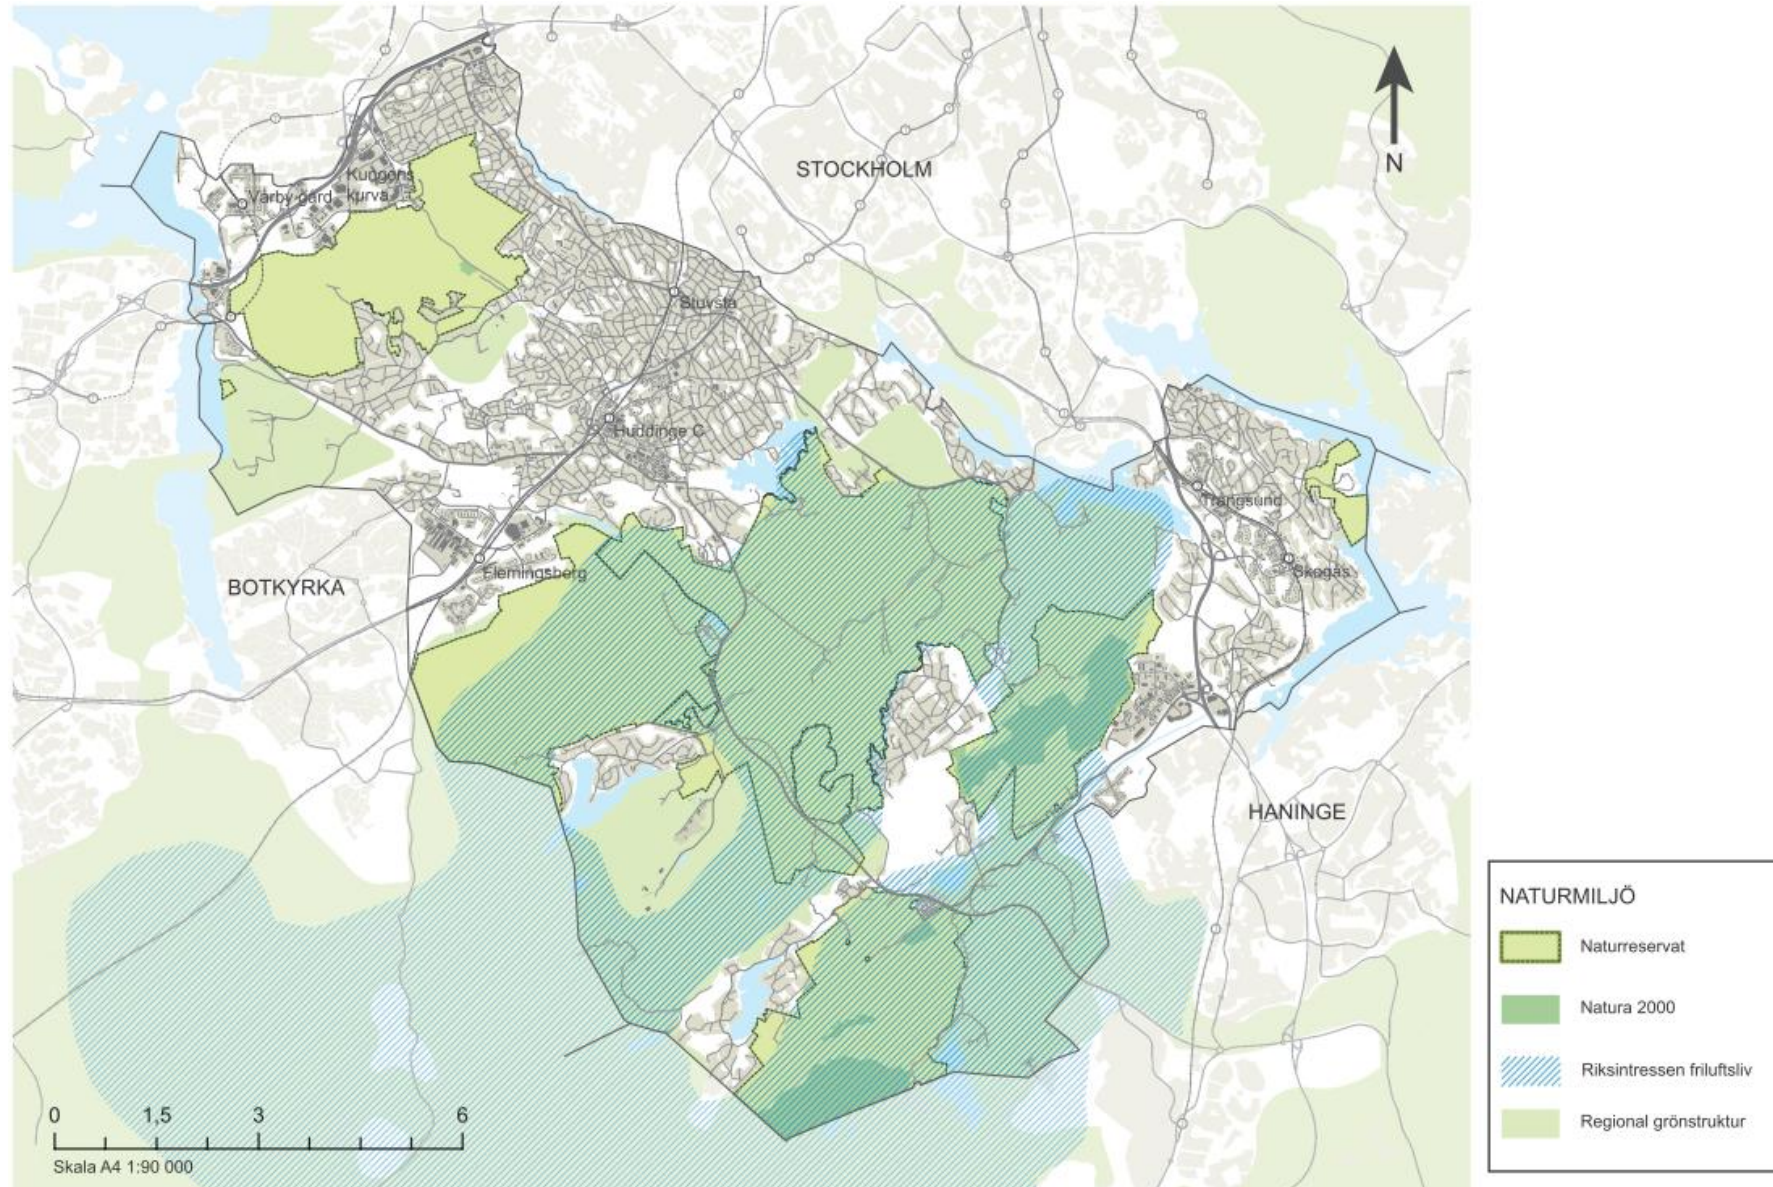 STOCKHOLM
N
Kungens
kurva
Vårby gård
Stuvsta
Huddinge C
Trångsund
Skogås
Flemingsberg
BOTKYRKA
HANINGE
NATURMILJÖ
Naturreservat
Natura 2000
Riksintressen friluftsliv
Regional grönstruktur
0 1,5 3 6
Skala A4 1:90 000